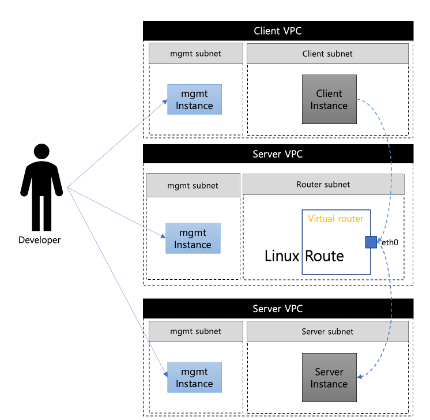 Client VPC
mgmt subnet
Client subnet
mgmt
Instance
Client
Instance
Server VPC
mgmt subnet
Router subnet
Virtual router
mgmt
Instance
eth0
Linux Route
Developer
Server VPC
mgmt subnet
Server subnet
mgmt
Instance
Server
Instance